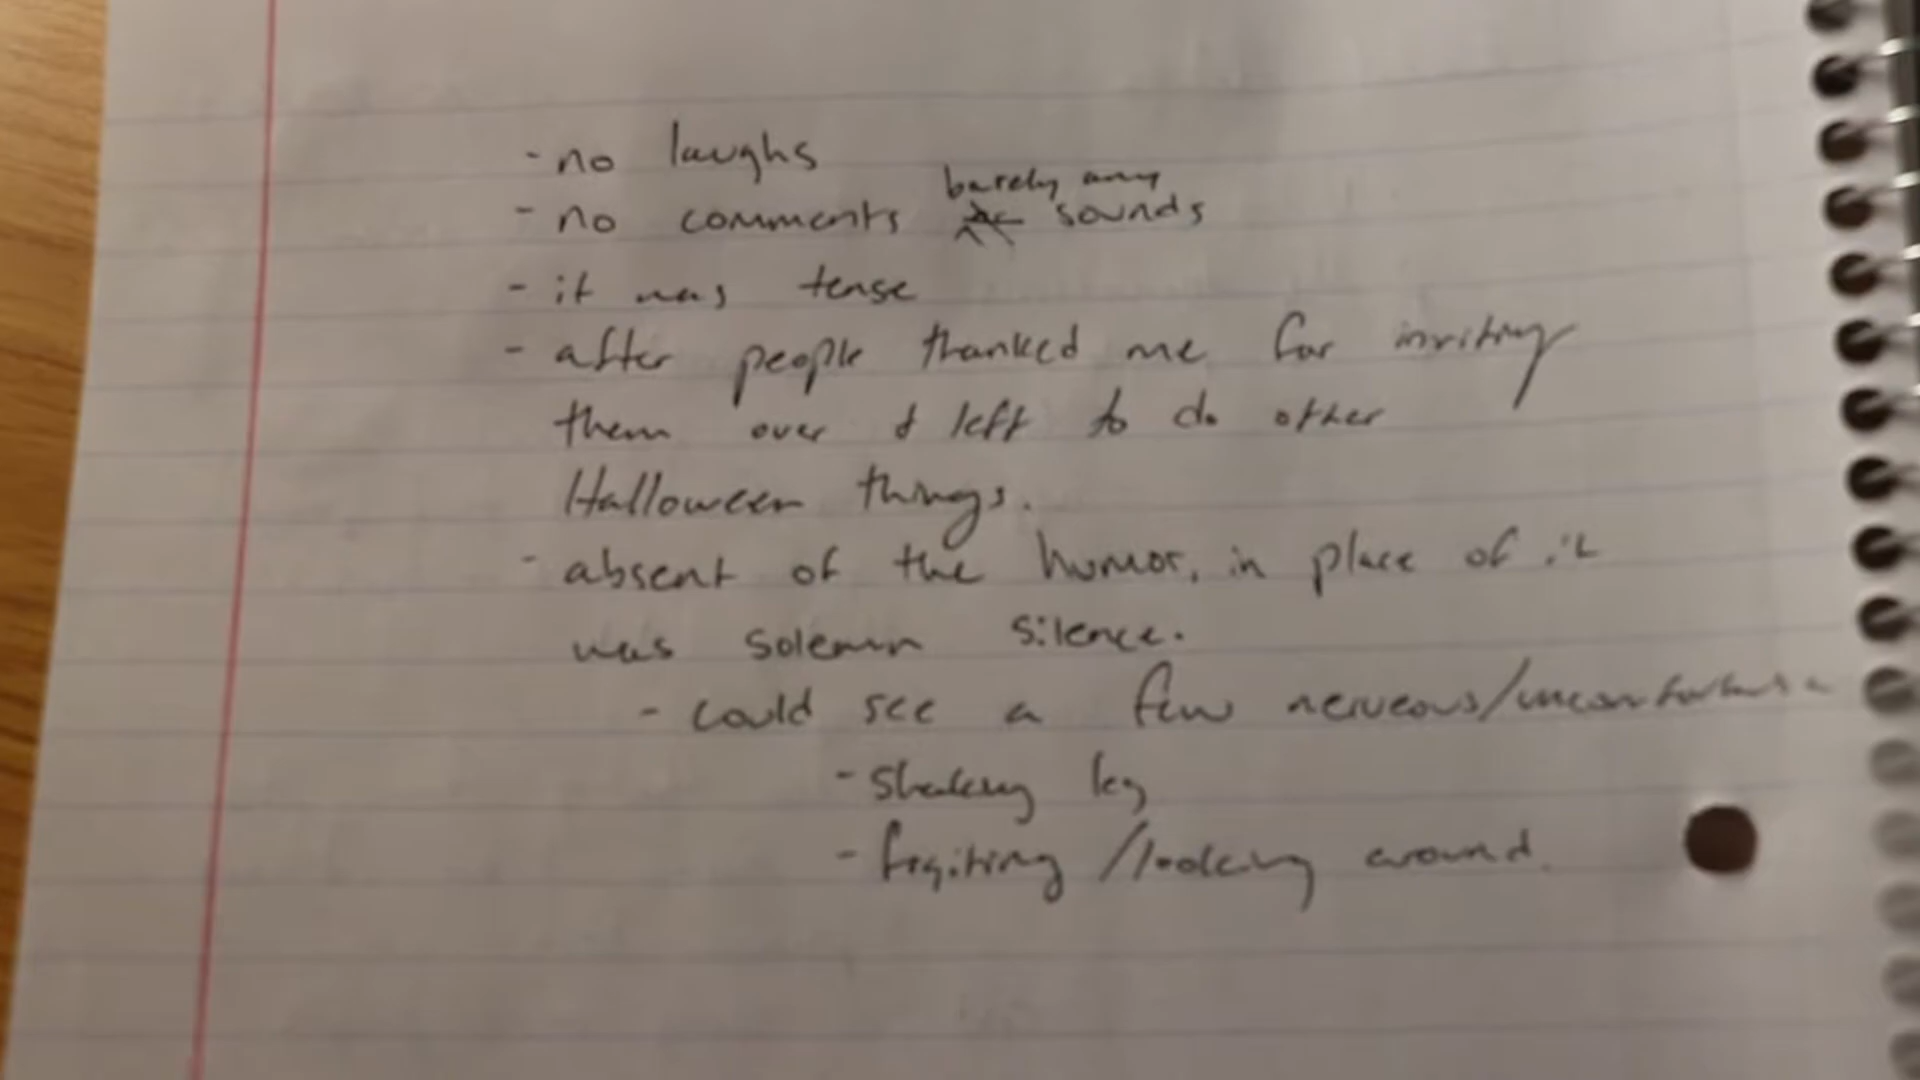 - no laughs
- no comments barely any sounds
- it was tense
- after people thanked me for inviting
them over & left to do other
Halloween things.
- absent of the humor, in place of it
was solemn silence.
- could see a few nerveous/uncomfortable
- shaking leg
- figiting / looking around.